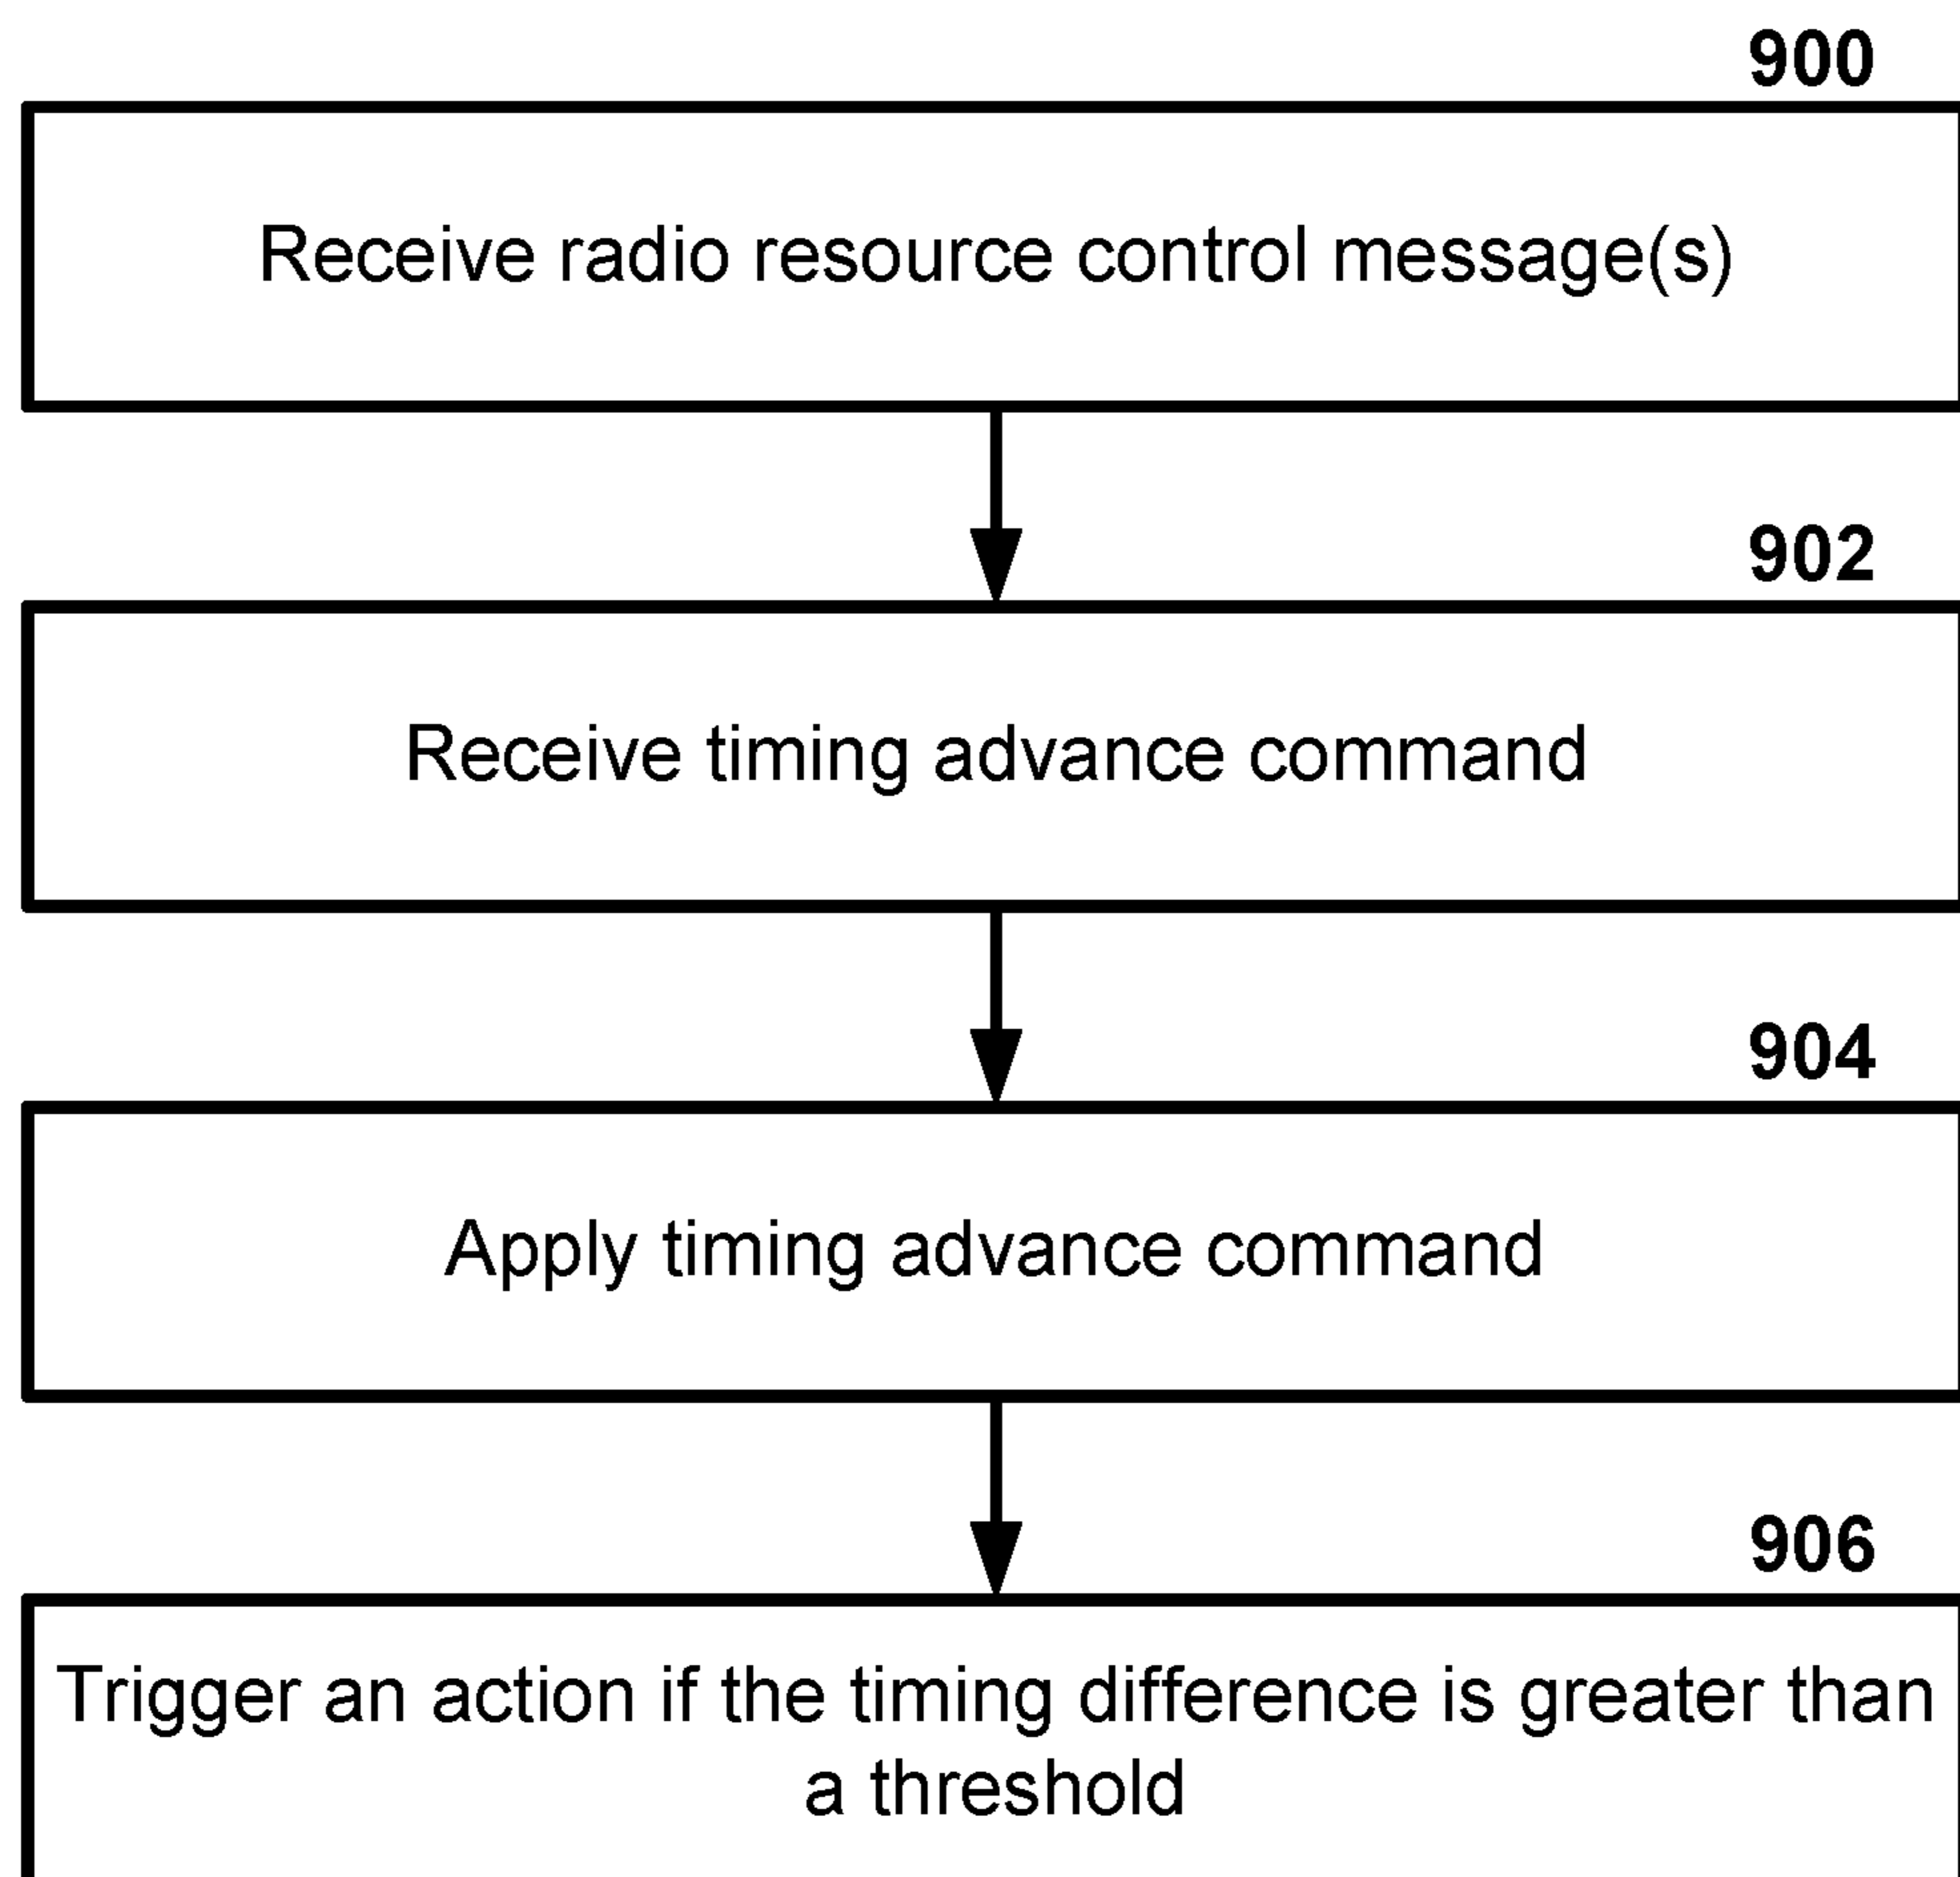 900
Receive radio resource control message(s)
902
Receive timing advance command
904
Apply timing advance command
906
Trigger an action if the timing difference is greater than
a threshold